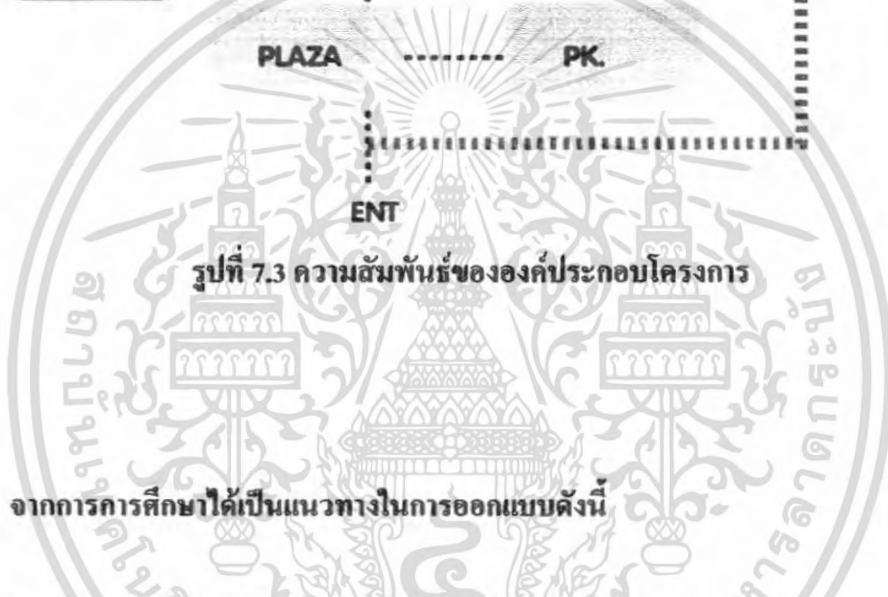 PLAZA ········ PK.
ENT
รูปที่ 7.3 ความสัมพันธ์ขององค์ประกอบโครงการ
จากการการศึกษาได้เป็นแนวทางในการออกแบบดังนี้